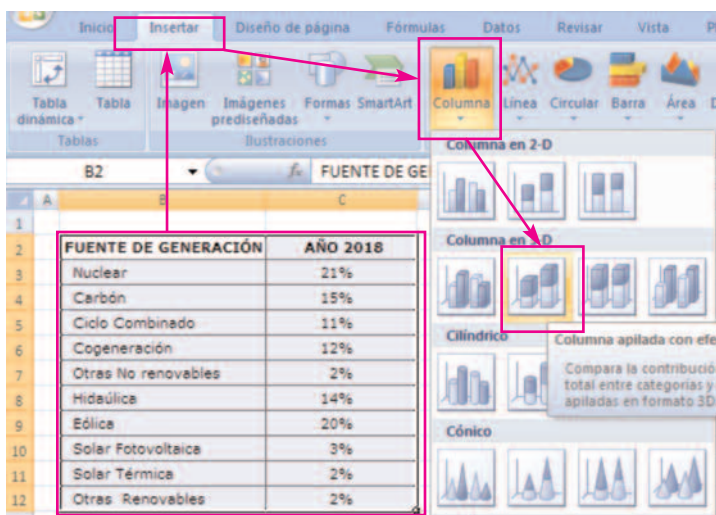 Inicio Insertar Diseño de página Fórmulas Datos Revisar Vista
Tabla dinámica Tabla Imagen Imágenes prediseñadas Formas SmartArt Columna Línea Circular Barra Área
Tablas Ilustraciones
Columna en 2-D
B2 fx FUENTE DE GE
A B C
1
Columna en 3-D
2 FUENTE DE GENERACIÓN AÑO 2018
3 Nuclear 21%
4 Carbón 15%
5 Ciclo Combinado 11%
6 Cogeneración 12%
7 Otras No renovables 2%
8 Hidaúlica 14%
9 Eólica 20%
10 Solar Fotovoltaica 3%
11 Solar Térmica 2%
12 Otras Renovables 2%
Cilíndrico
Columna apilada con efe
Compara la contribució
total entre categorías y
apiladas en formato 3D
Cónico